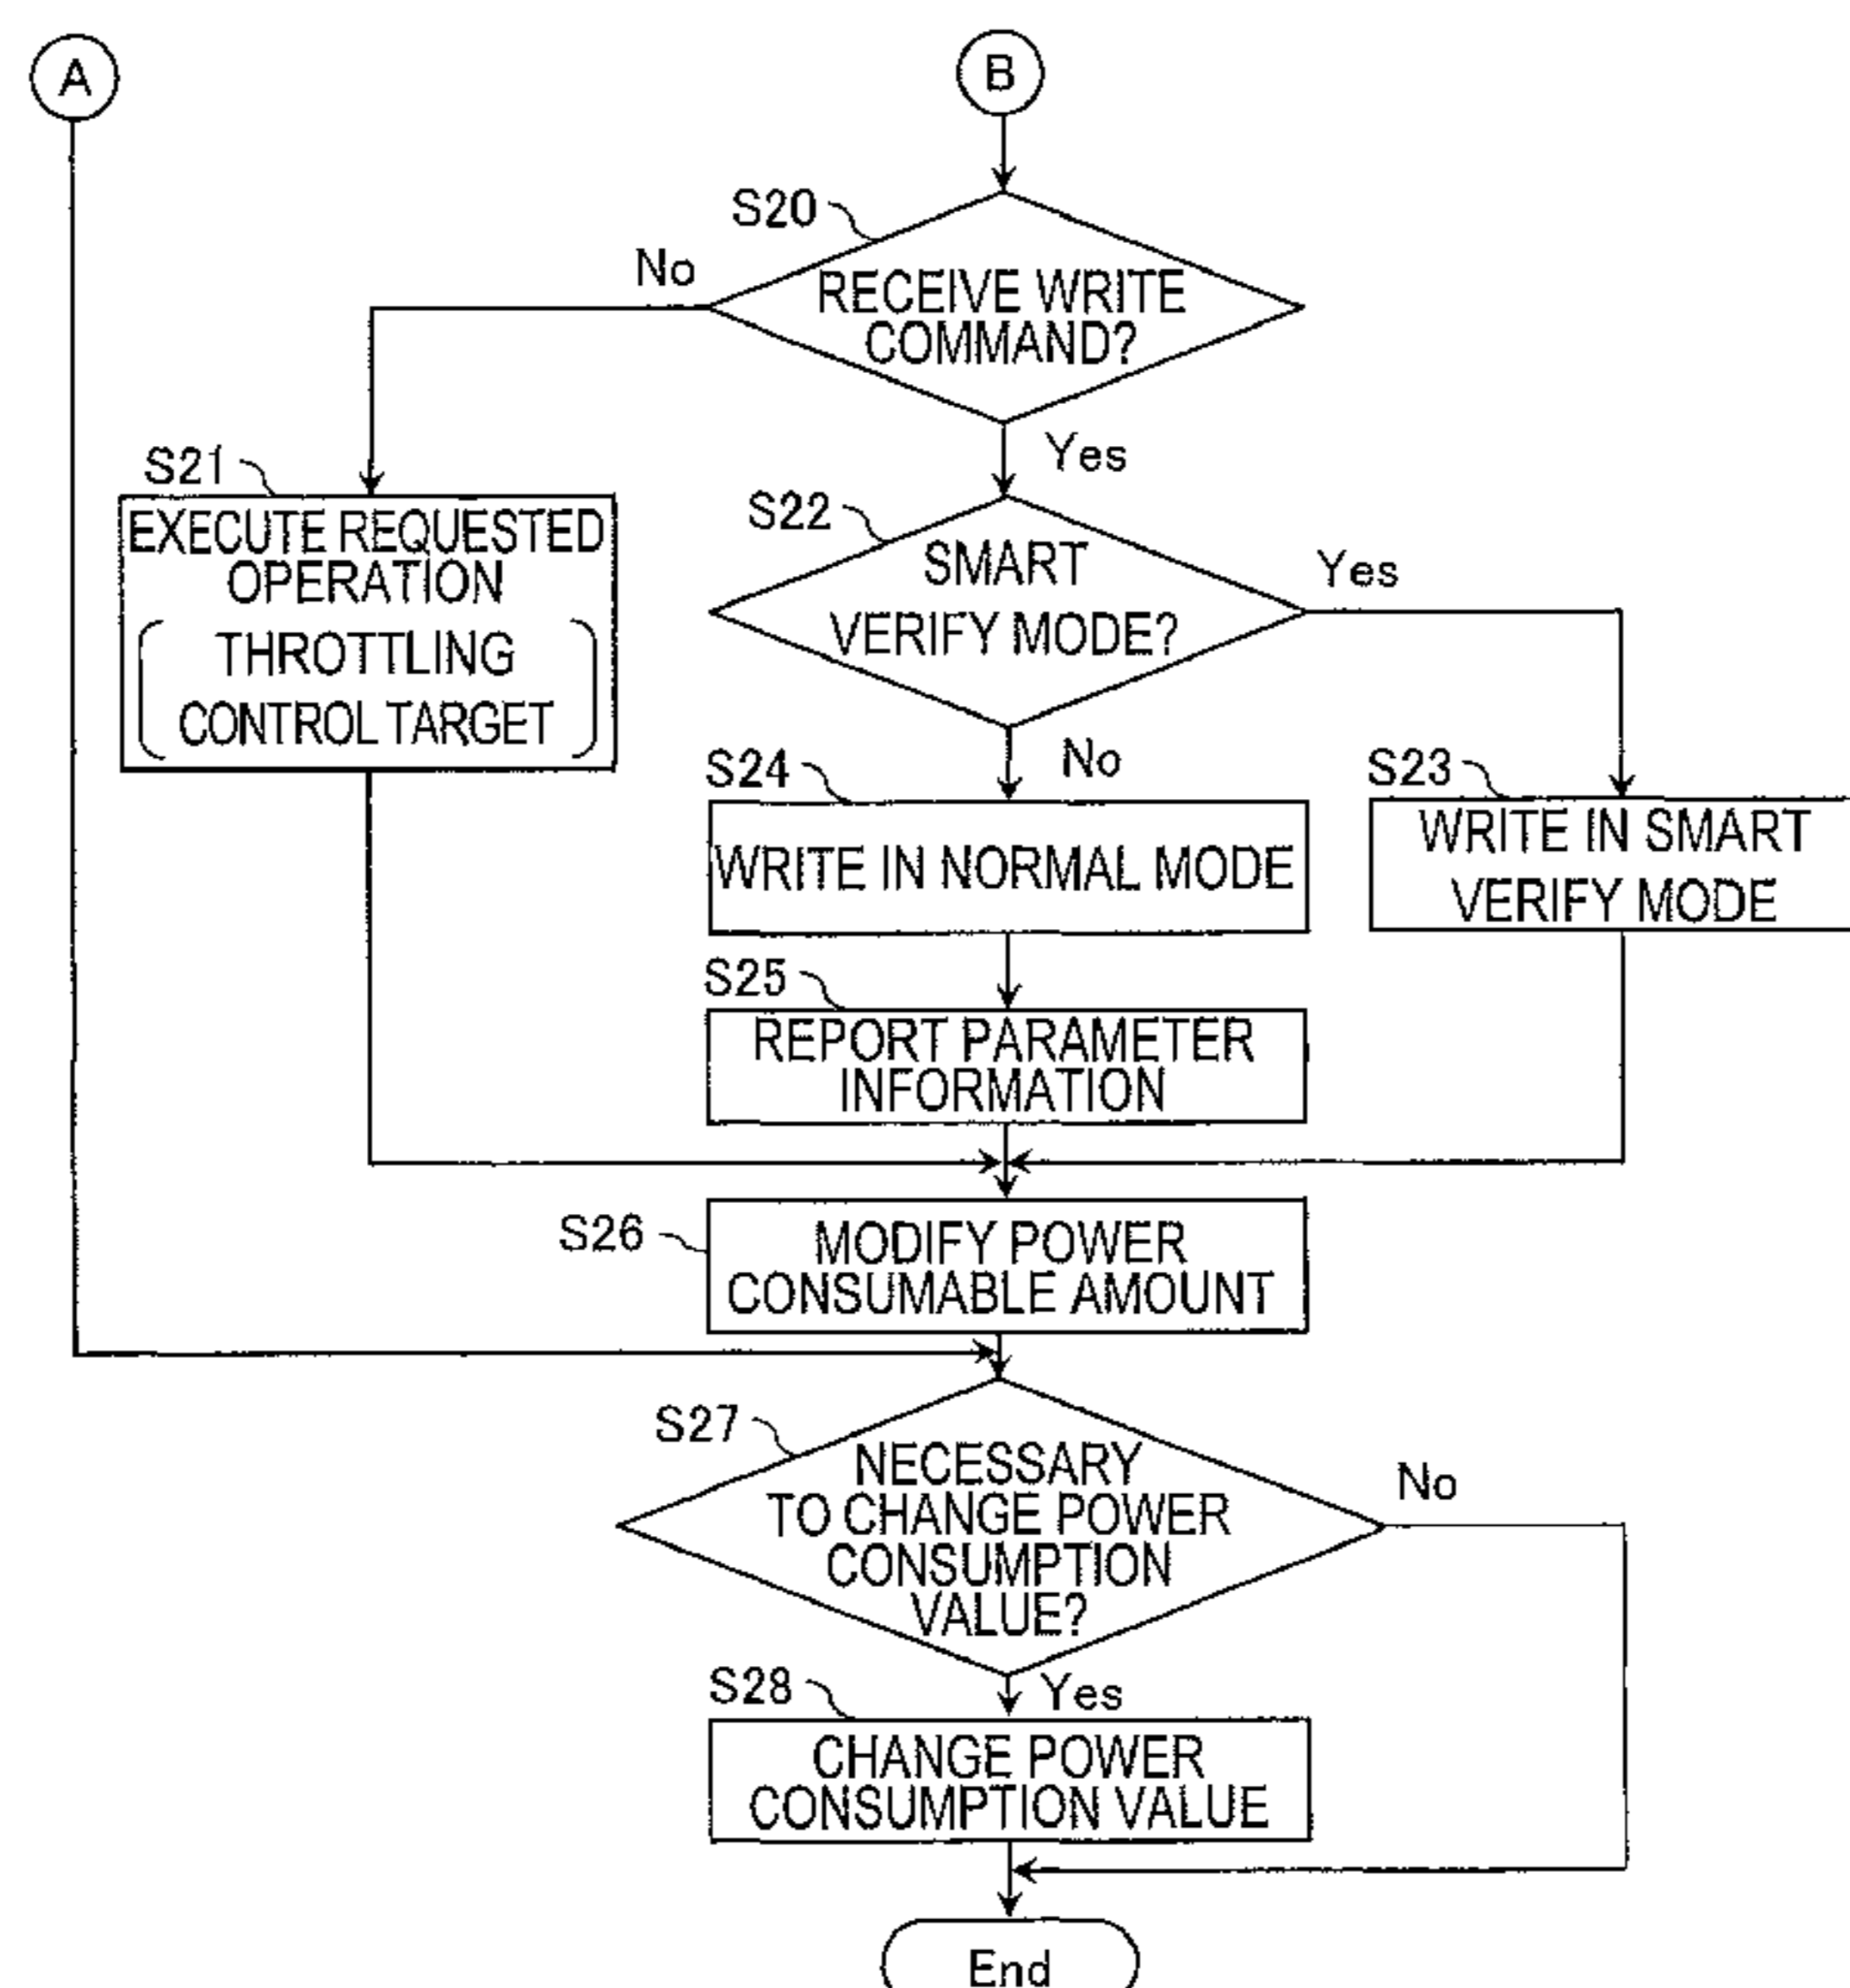 A
B
S20
No
RECEIVE WRITE
COMMAND?
Yes
S21
EXECUTE REQUESTED
OPERATION
THROTTLING
CONTROL TARGET
S22
SMART
VERIFY MODE?
Yes
No
S24
WRITE IN NORMAL MODE
S23
WRITE IN SMART
VERIFY MODE
S25
REPORT PARAMETER
INFORMATION
S26
MODIFY POWER
CONSUMABLE AMOUNT
S27
NECESSARY
TO CHANGE POWER
CONSUMPTION
VALUE?
No
Yes
S28
CHANGE POWER
CONSUMPTION VALUE
End